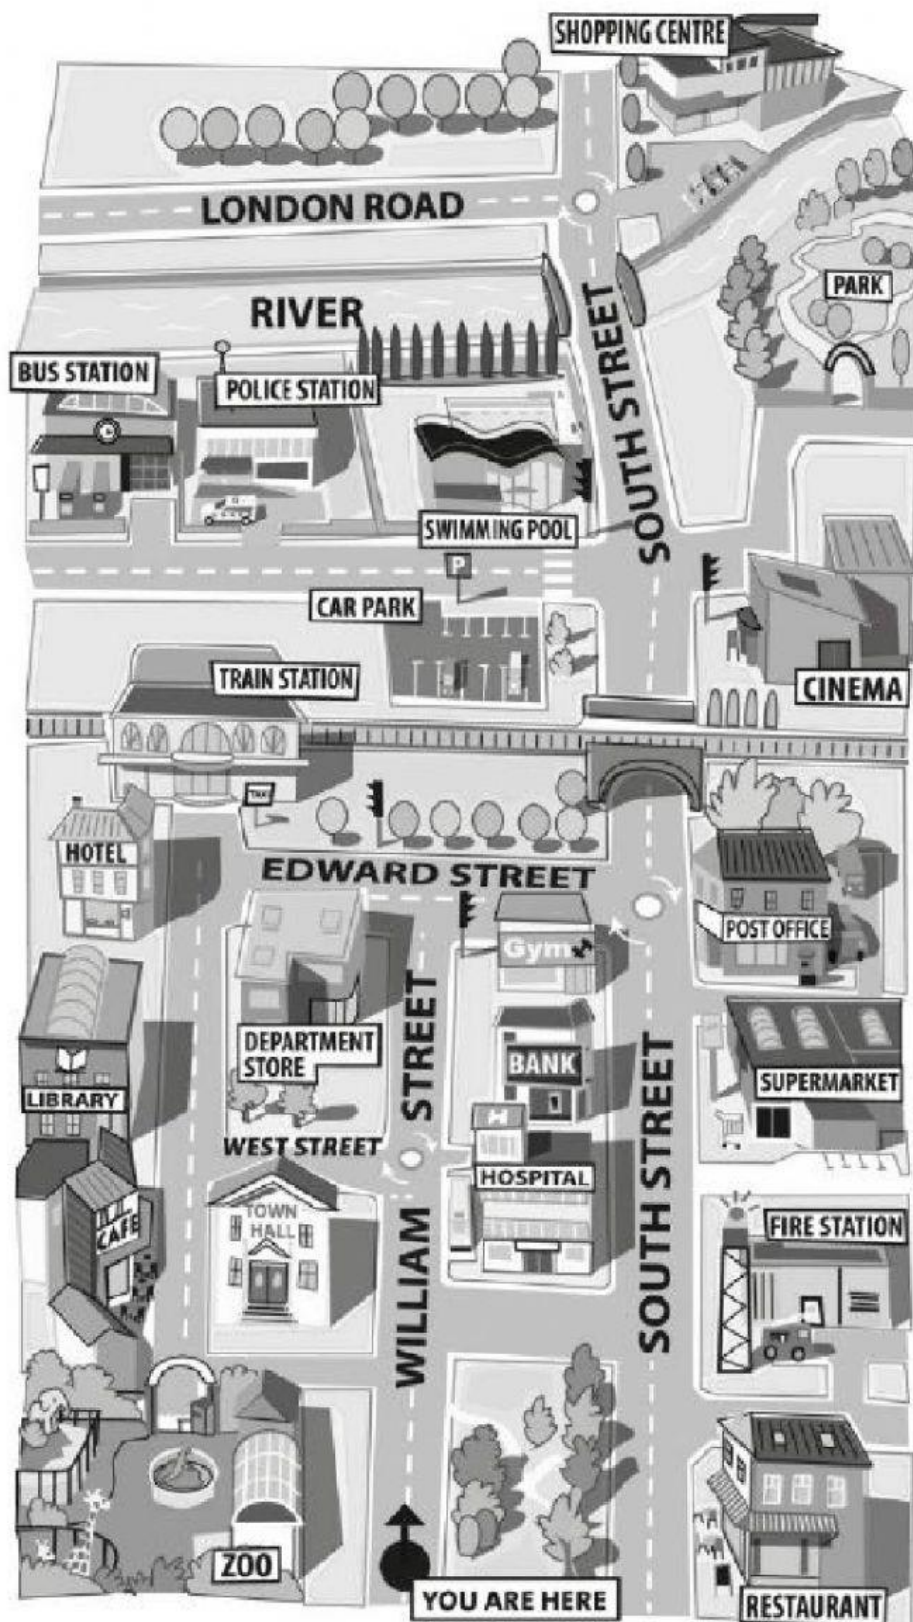 SHOPPING CENTRE
LONDON ROAD
RIVER
PARK
SOUTH STREET
BUS STATION
POLICE STATION
SWIMMING POOL
P
CAR PARK
TRAIN STATION
CINEMA
TAXI
HOTEL
EDWARD STREET
Gym
POST OFFICE
DEPARTMENT
STORE
WILLIAM STREET
BANK
SOUTH STREET
SUPERMARKET
LIBRARY
H
WEST STREET
HOSPITAL
TOWN
HALL
CAFE
FIRE STATION
ZOO
YOU ARE HERE
RESTAURANT